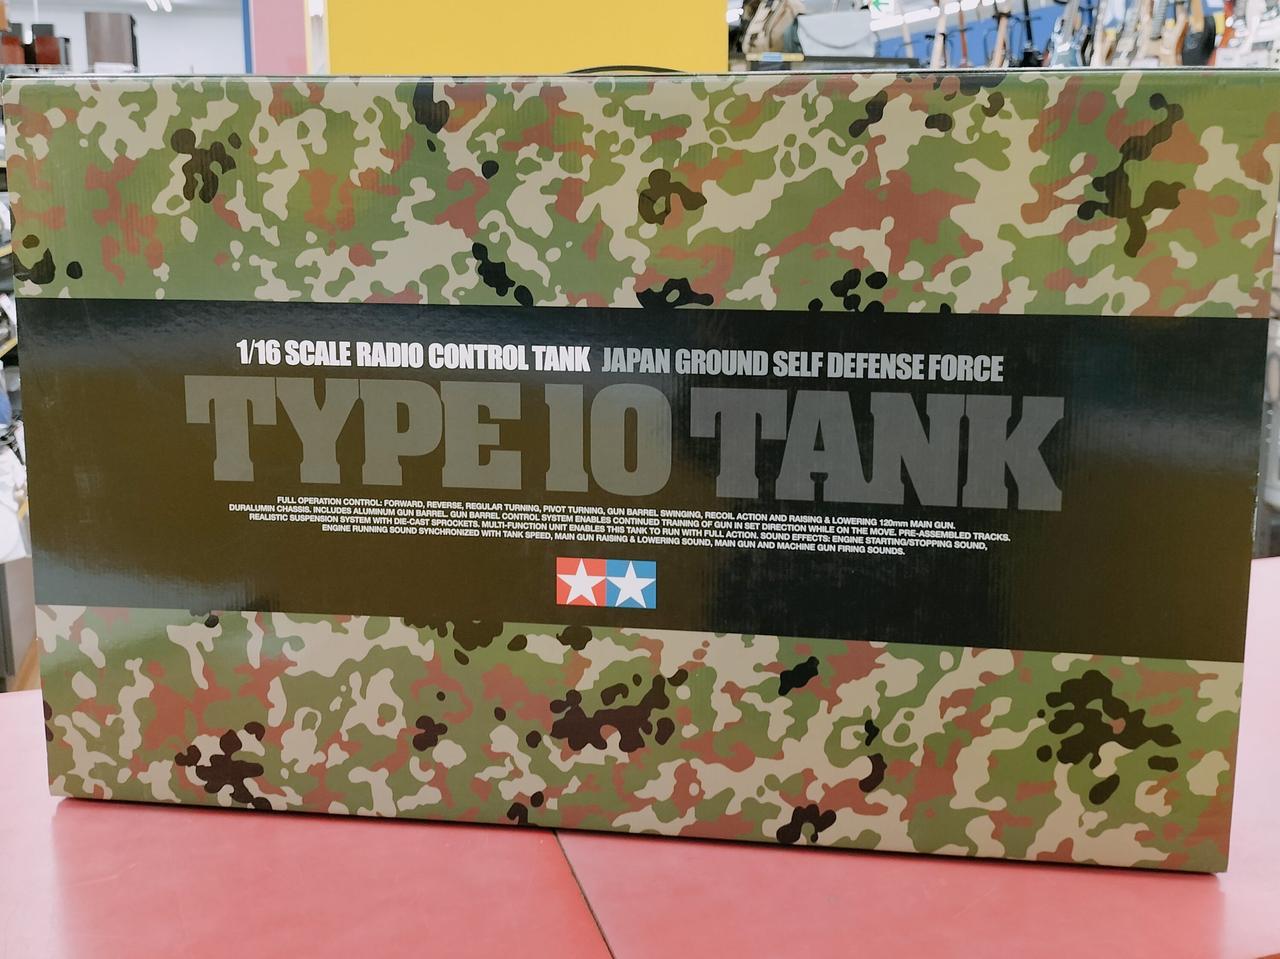 1/16 SCALE RADIO CONTROL TANK JAPAN GROUND SELF DEFENSE FORCE
TYPE 10 TANK
FULL OPERATION CONTROL: FORWARD, REVERSE, REGULAR TURNING, PIVOT TURNING, GUN BARREL SWINGING, RECOIL ACTION AND RAISING & LOWERING 120mm MAIN GUN.
DURALUMIN CHASSIS. INCLUDES ALUMINUM GUN BARREL. GUN BARREL CONTROL SYSTEM ENABLES CONTINUED TRAINING OF GUN IN SET DIRECTION WHILE ON THE MOVE. PRE-ASSEMBLED TRACKS.
REALISTIC SUSPENSION SYSTEM WITH DIE-CAST SPROCKETS. MULTI-FUNCTION UNIT ENABLES THIS TANK TO RUN WITH FULL ACTION. SOUND EFFECTS: ENGINE STARTING/STOPPING SOUND,
ENGINE RUNNING SOUND SYNCHRONIZED WITH TANK SPEED, MAIN GUN RAISING & LOWERING SOUND, MAIN GUN AND MACHINE GUN FIRING SOUNDS.